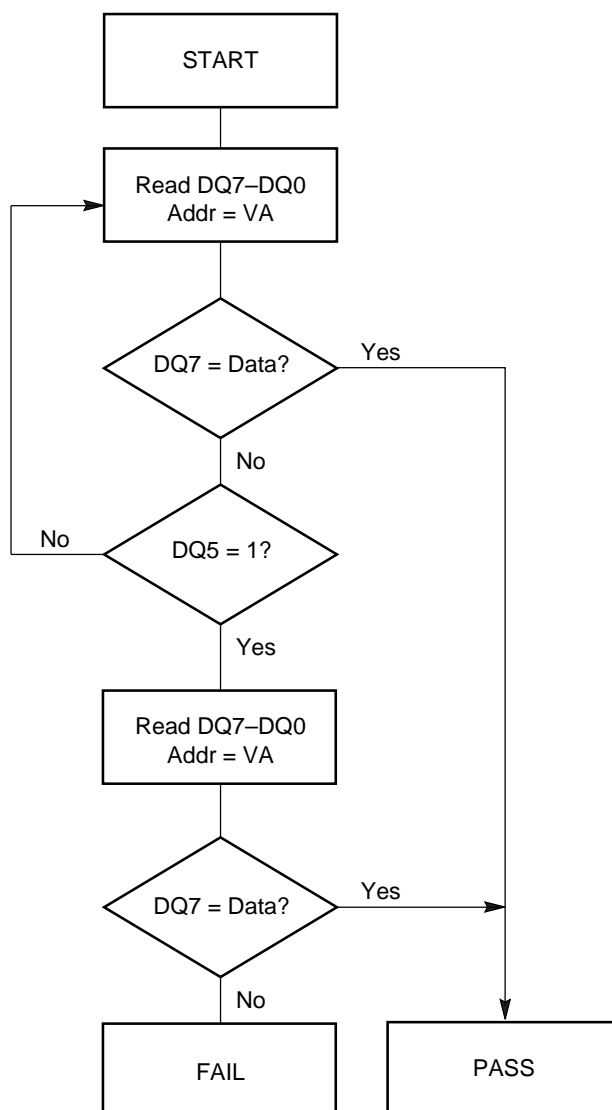 START
Read DQ7–DQ0
Addr = VA
DQ7 = Data?
Yes
No
No
DQ5 = 1?
Yes
Read DQ7–DQ0
Addr = VA
DQ7 = Data?
Yes
No
FAIL
PASS